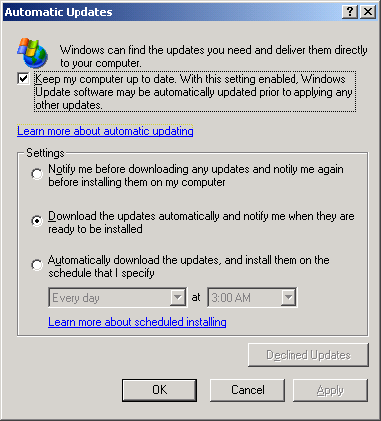 Automatic Updates
Windows can find the updates you need and deliver them directly
to your computer.
Keep my computer up to date. With this setting enabled, Windows
Update software may be automatically updated prior to applying any
other updates.
Learn more about automatic updating
Settings
Notify me before downloading any updates and notify me again
before installing them on my computer
Download the updates automatically and notify me when they are
ready to be installed
Automatically download the updates, and install them on the
schedule that I specify
Every day at 3:00 AM
Learn more about scheduled installing
Declined Updates
OK Cancel Apply